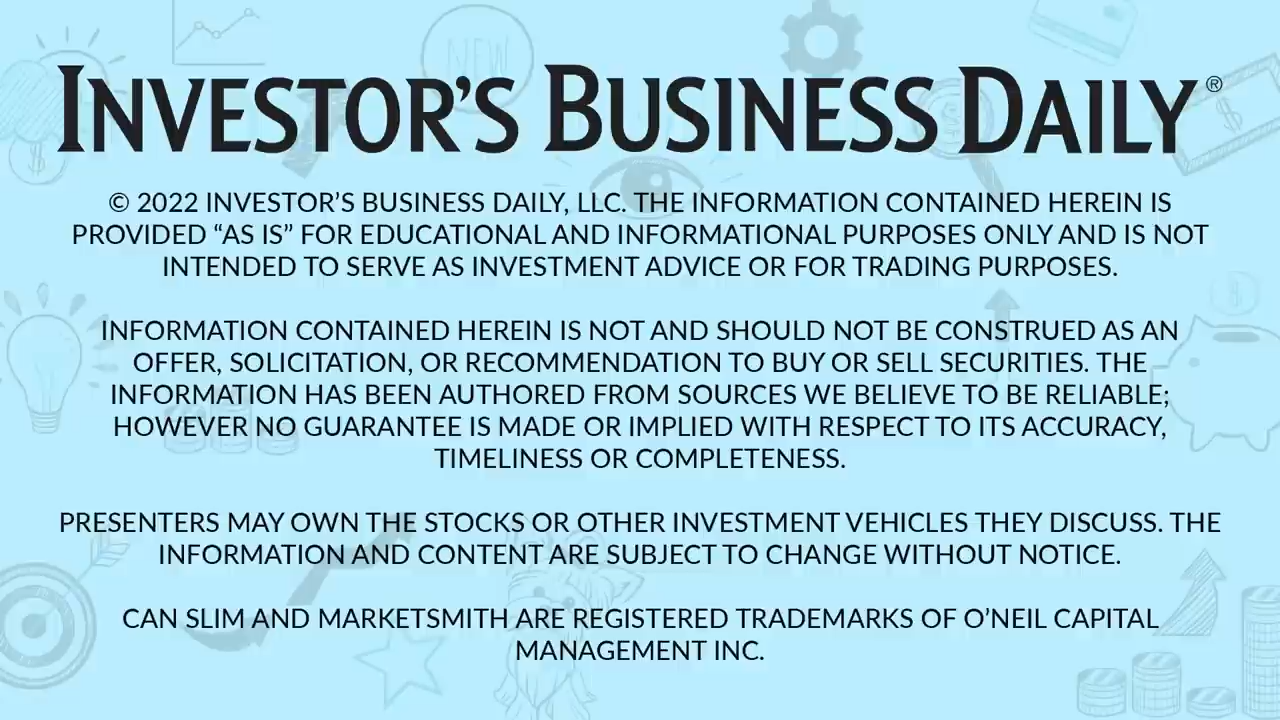 NEW
INVESTOR'S BUSINESS DAILY®
© 2022 INVESTOR’S BUSINESS DAILY, LLC. THE INFORMATION CONTAINED HEREIN IS
PROVIDED “AS IS” FOR EDUCATIONAL AND INFORMATIONAL PURPOSES ONLY AND IS NOT
INTENDED TO SERVE AS INVESTMENT ADVICE OR FOR TRADING PURPOSES.
INFORMATION CONTAINED HEREIN IS NOT AND SHOULD NOT BE CONSTRUED AS AN
OFFER, SOLICITATION, OR RECOMMENDATION TO BUY OR SELL SECURITIES. THE
INFORMATION HAS BEEN AUTHORED FROM SOURCES WE BELIEVE TO BE RELIABLE;
HOWEVER NO GUARANTEE IS MADE OR IMPLIED WITH RESPECT TO ITS ACCURACY,
TIMELINESS OR COMPLETENESS.
PRESENTERS MAY OWN THE STOCKS OR OTHER INVESTMENT VEHICLES THEY DISCUSS. THE
INFORMATION AND CONTENT ARE SUBJECT TO CHANGE WITHOUT NOTICE.
CAN SLIM AND MARKETSMITH ARE REGISTERED TRADEMARKS OF O’NEIL CAPITAL
MANAGEMENT INC.